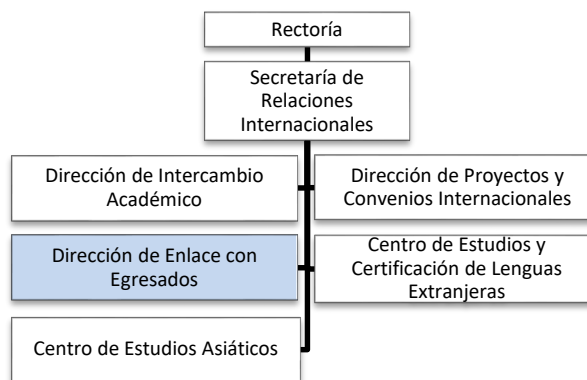 Rectoría
Secretaría de
Relaciones
Internacionales
Dirección de Intercambio
Académico
Dirección de Proyectos y
Convenios Internacionales
Dirección de Enlace con
Egresados
Centro de Estudios y
Certificación de Lenguas
Extranjeras
Centro de Estudios Asiáticos